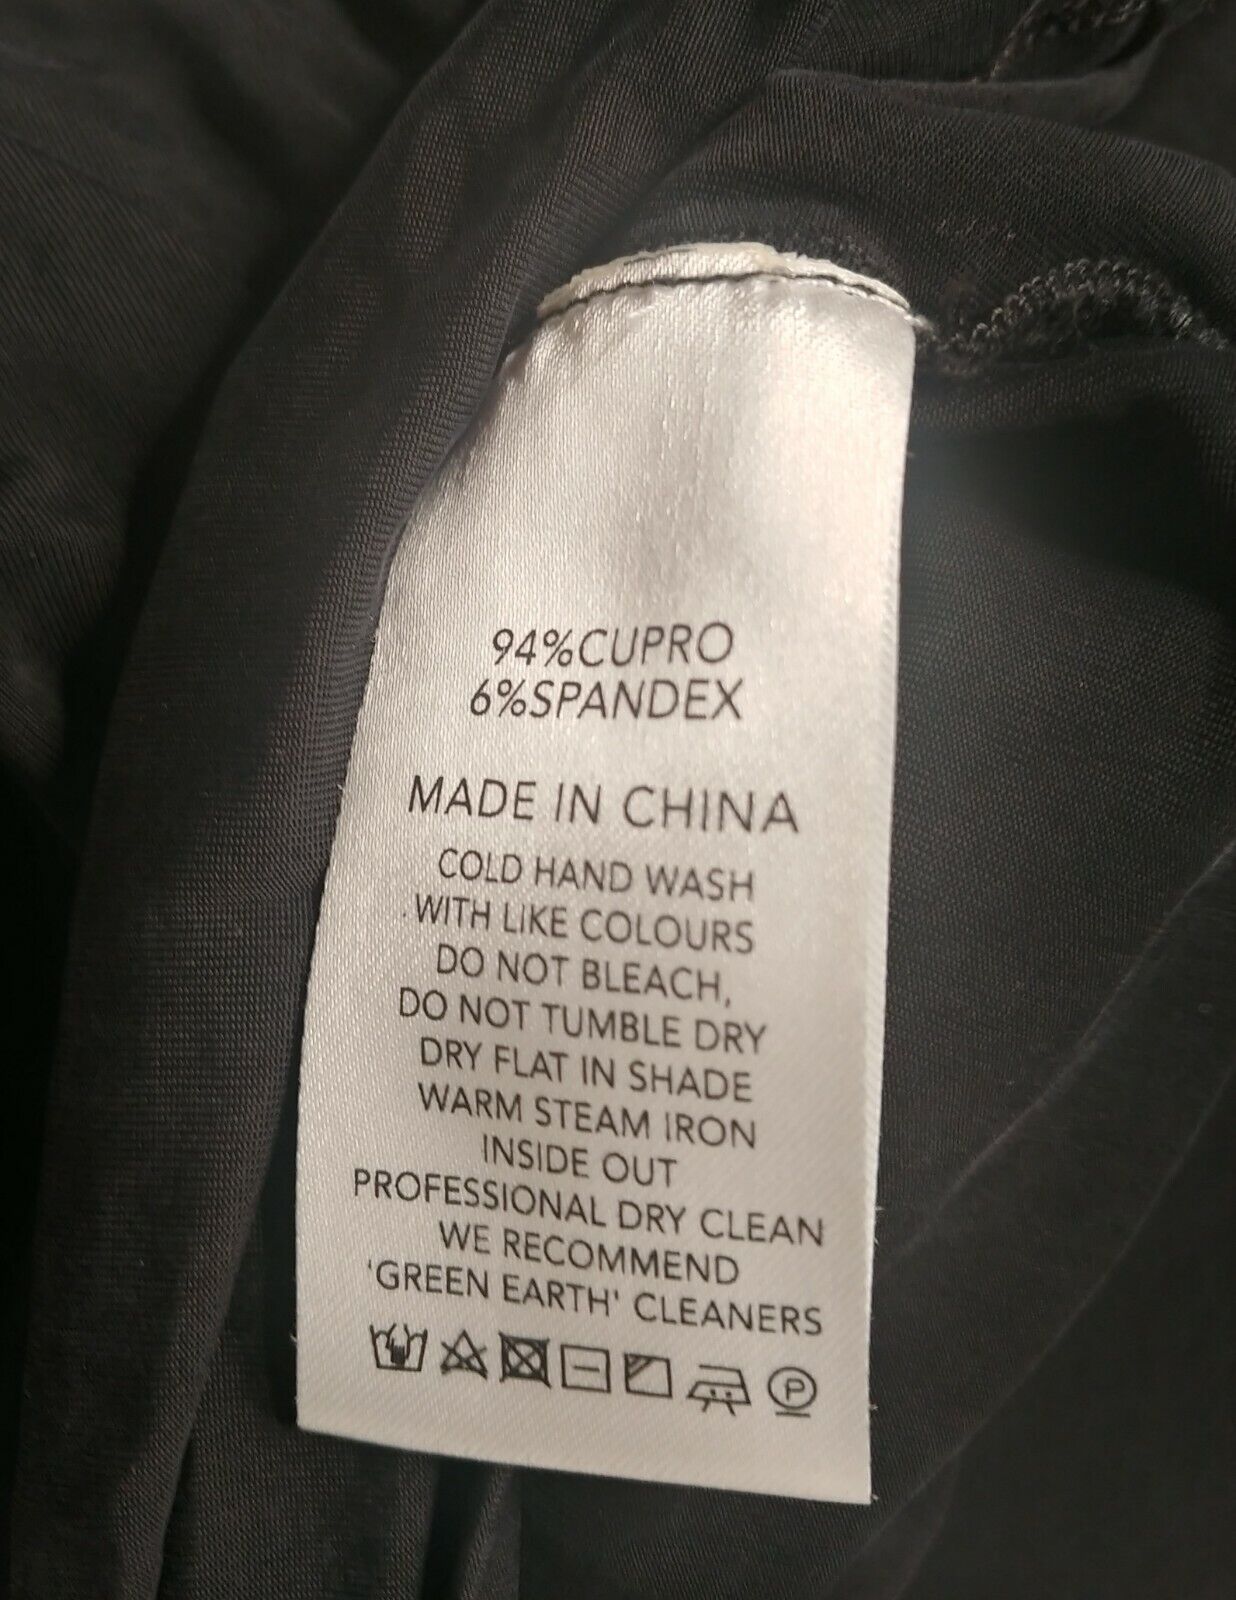 94%CUPRO
6%SPANDEX
MADE IN CHINA
COLD HAND WASH
WITH LIKE COLOURS
DO NOT BLEACH,
DO NOT TUMBLE DRY
DRY FLAT IN SHADE
WARM STEAM IRON
INSIDE OUT
PROFESSIONAL DRY CLEAN
WE RECOMMEND
'GREEN EARTH' CLEANERS
P